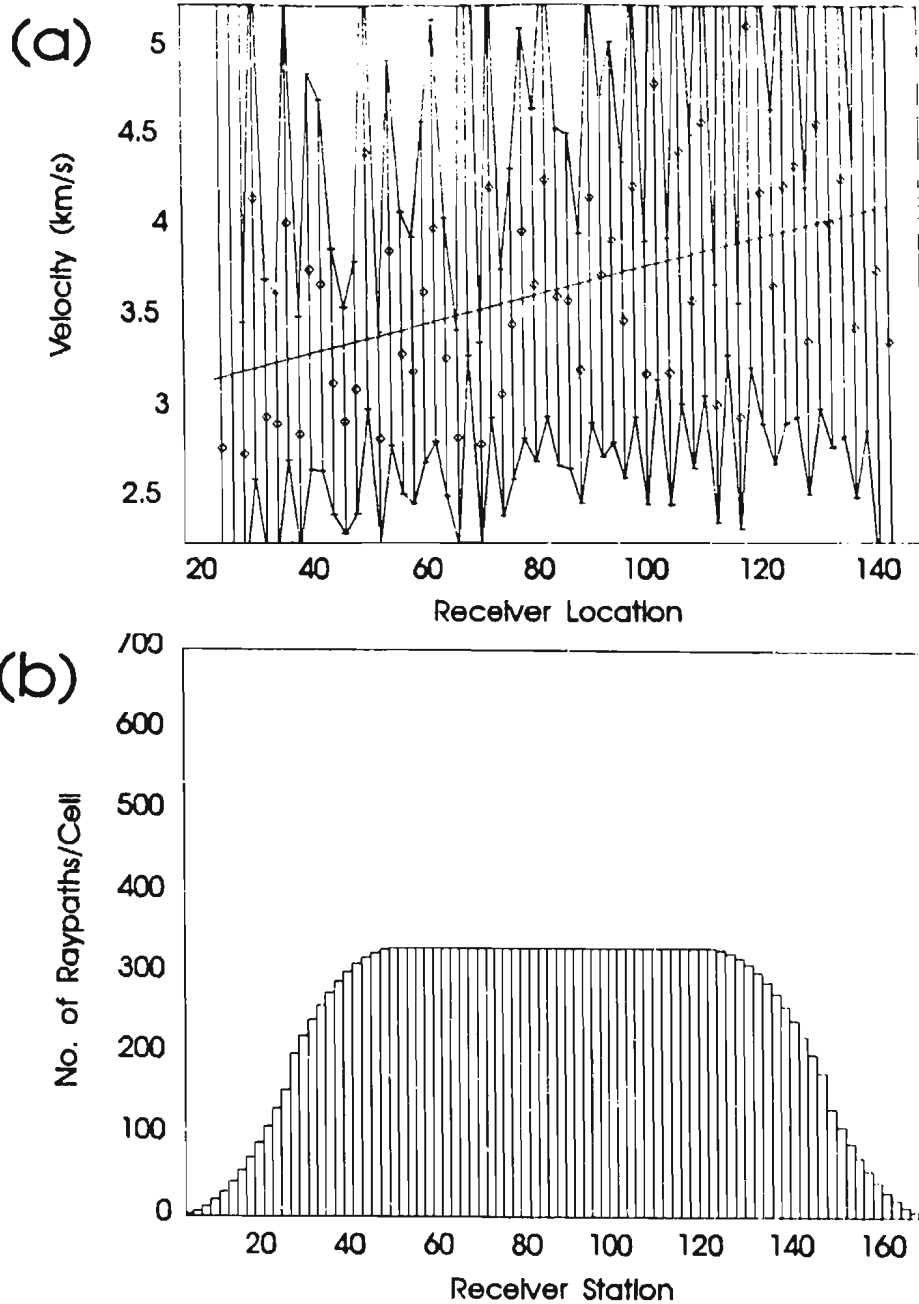 (a)
5
4.5
4
3.5
3
2.5
Velocity (km/s)
20 40 60 80 100 120 140
Receiver Location
(b)
700
600
500
400
300
200
100
0
No. of Raypaths/Cell
20 40 60 80 100 120 140 160
Receiver Station